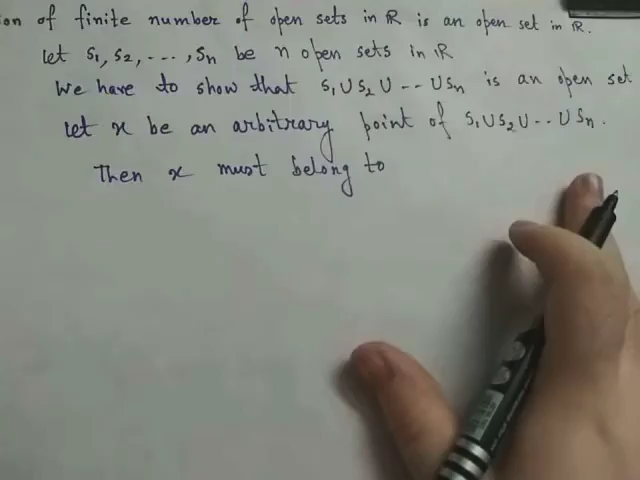 ion of finite number of open sets in ℝ is an open set in ℝ.
Let S₁, S₂, ---, Sn be n open sets in ℝ
We have to show that S₁∪S₂∪--∪Sn is an open set
Let x be an arbitrary point of S₁∪S₂∪--∪Sn.
Then x must belong to